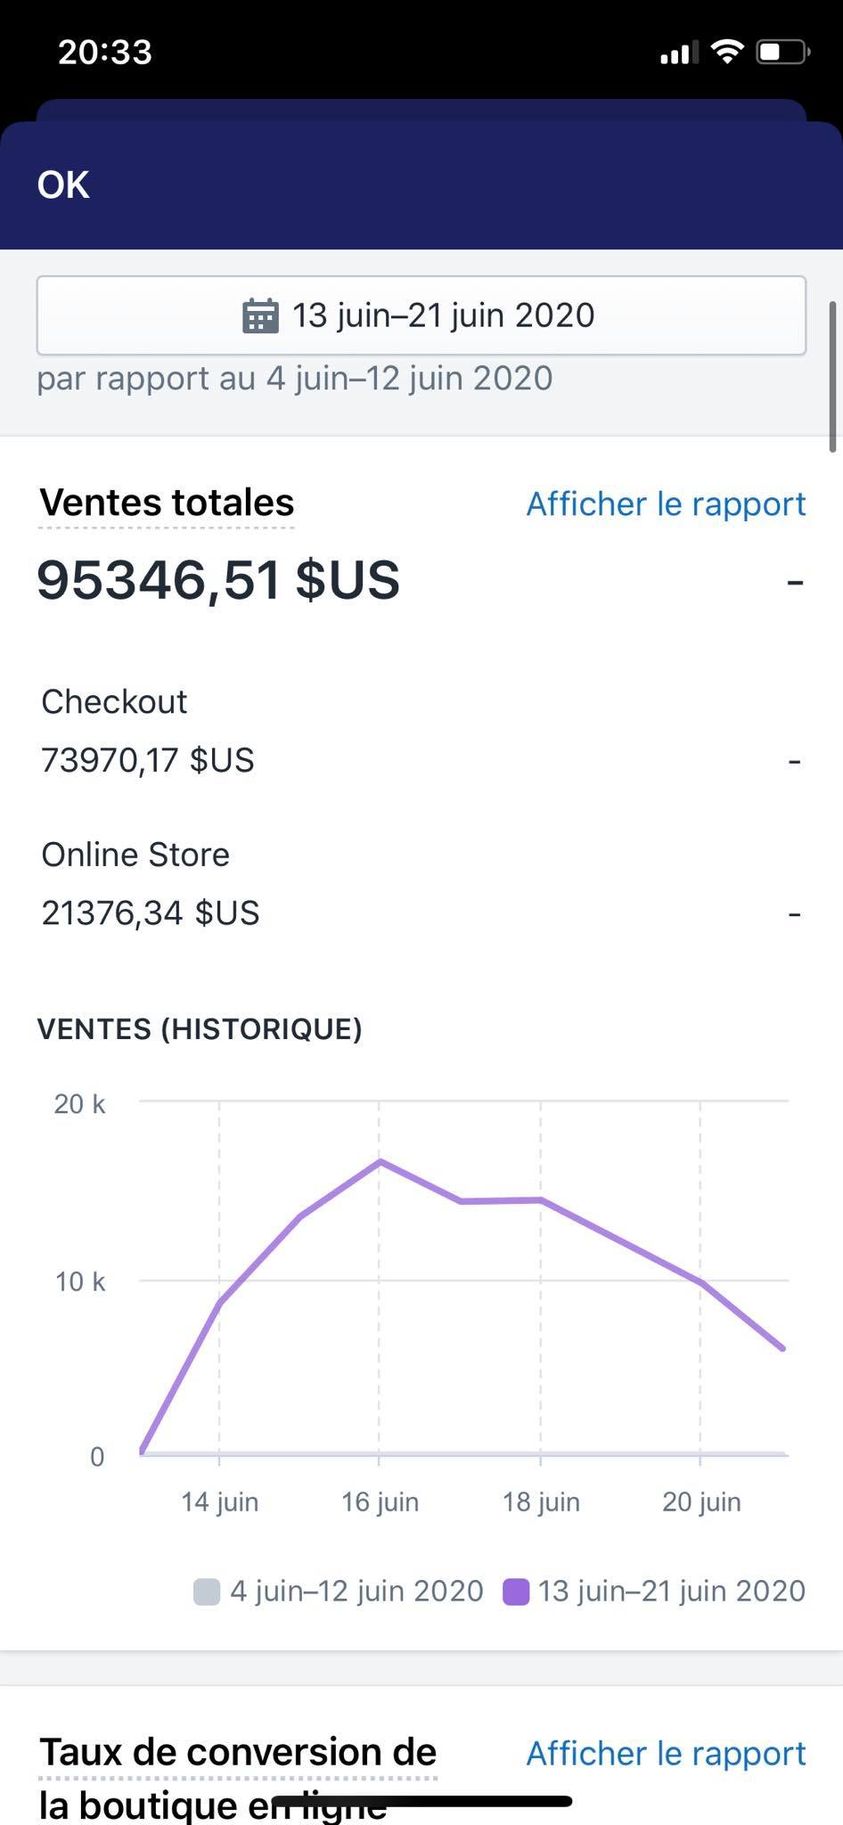 20:33
OK
13 juin–21 juin 2020
par rapport au 4 juin–12 juin 2020
Ventes totales
Afficher le rapport
95346,51 $US
-
Checkout
73970,17 $US
-
Online Store
21376,34 $US
-
VENTES (HISTORIQUE)
20 k
10 k
0
14 juin
16 juin
18 juin
20 juin
4 juin–12 juin 2020
13 juin–21 juin 2020
Taux de conversion de
Afficher le rapport
la boutique en ligne